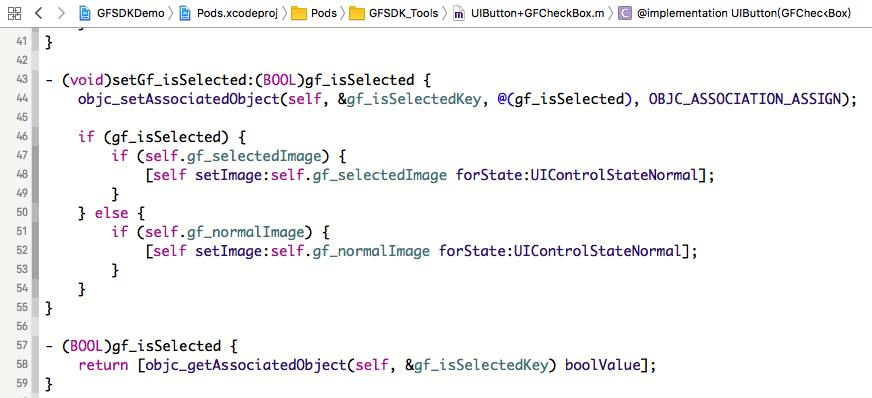 GFSDKDemo Pods.xcodeproj Pods GFSDK_Tools m UIButton+GFCheckBox.m C @implementation UIButton(GFCheckBox)
41 }
42
43 - (void)setGf_isSelected:(BOOL)gf_isSelected {
44 objc_setAssociatedObject(self, &gf_isSelectedKey, @(gf_isSelected), OBJC_ASSOCIATION_ASSIGN);
45
46 if (gf_isSelected) {
47 if (self.gf_selectedImage) {
48 [self setImage:self.gf_selectedImage forState:UIControlStateNormal];
49 }
50 } else {
51 if (self.gf_normalImage) {
52 [self setImage:self.gf_normalImage forState:UIControlStateNormal];
53 }
54 }
55 }
56
57 - (BOOL)gf_isSelected {
58 return [objc_getAssociatedObject(self, &gf_isSelectedKey) boolValue];
59 }